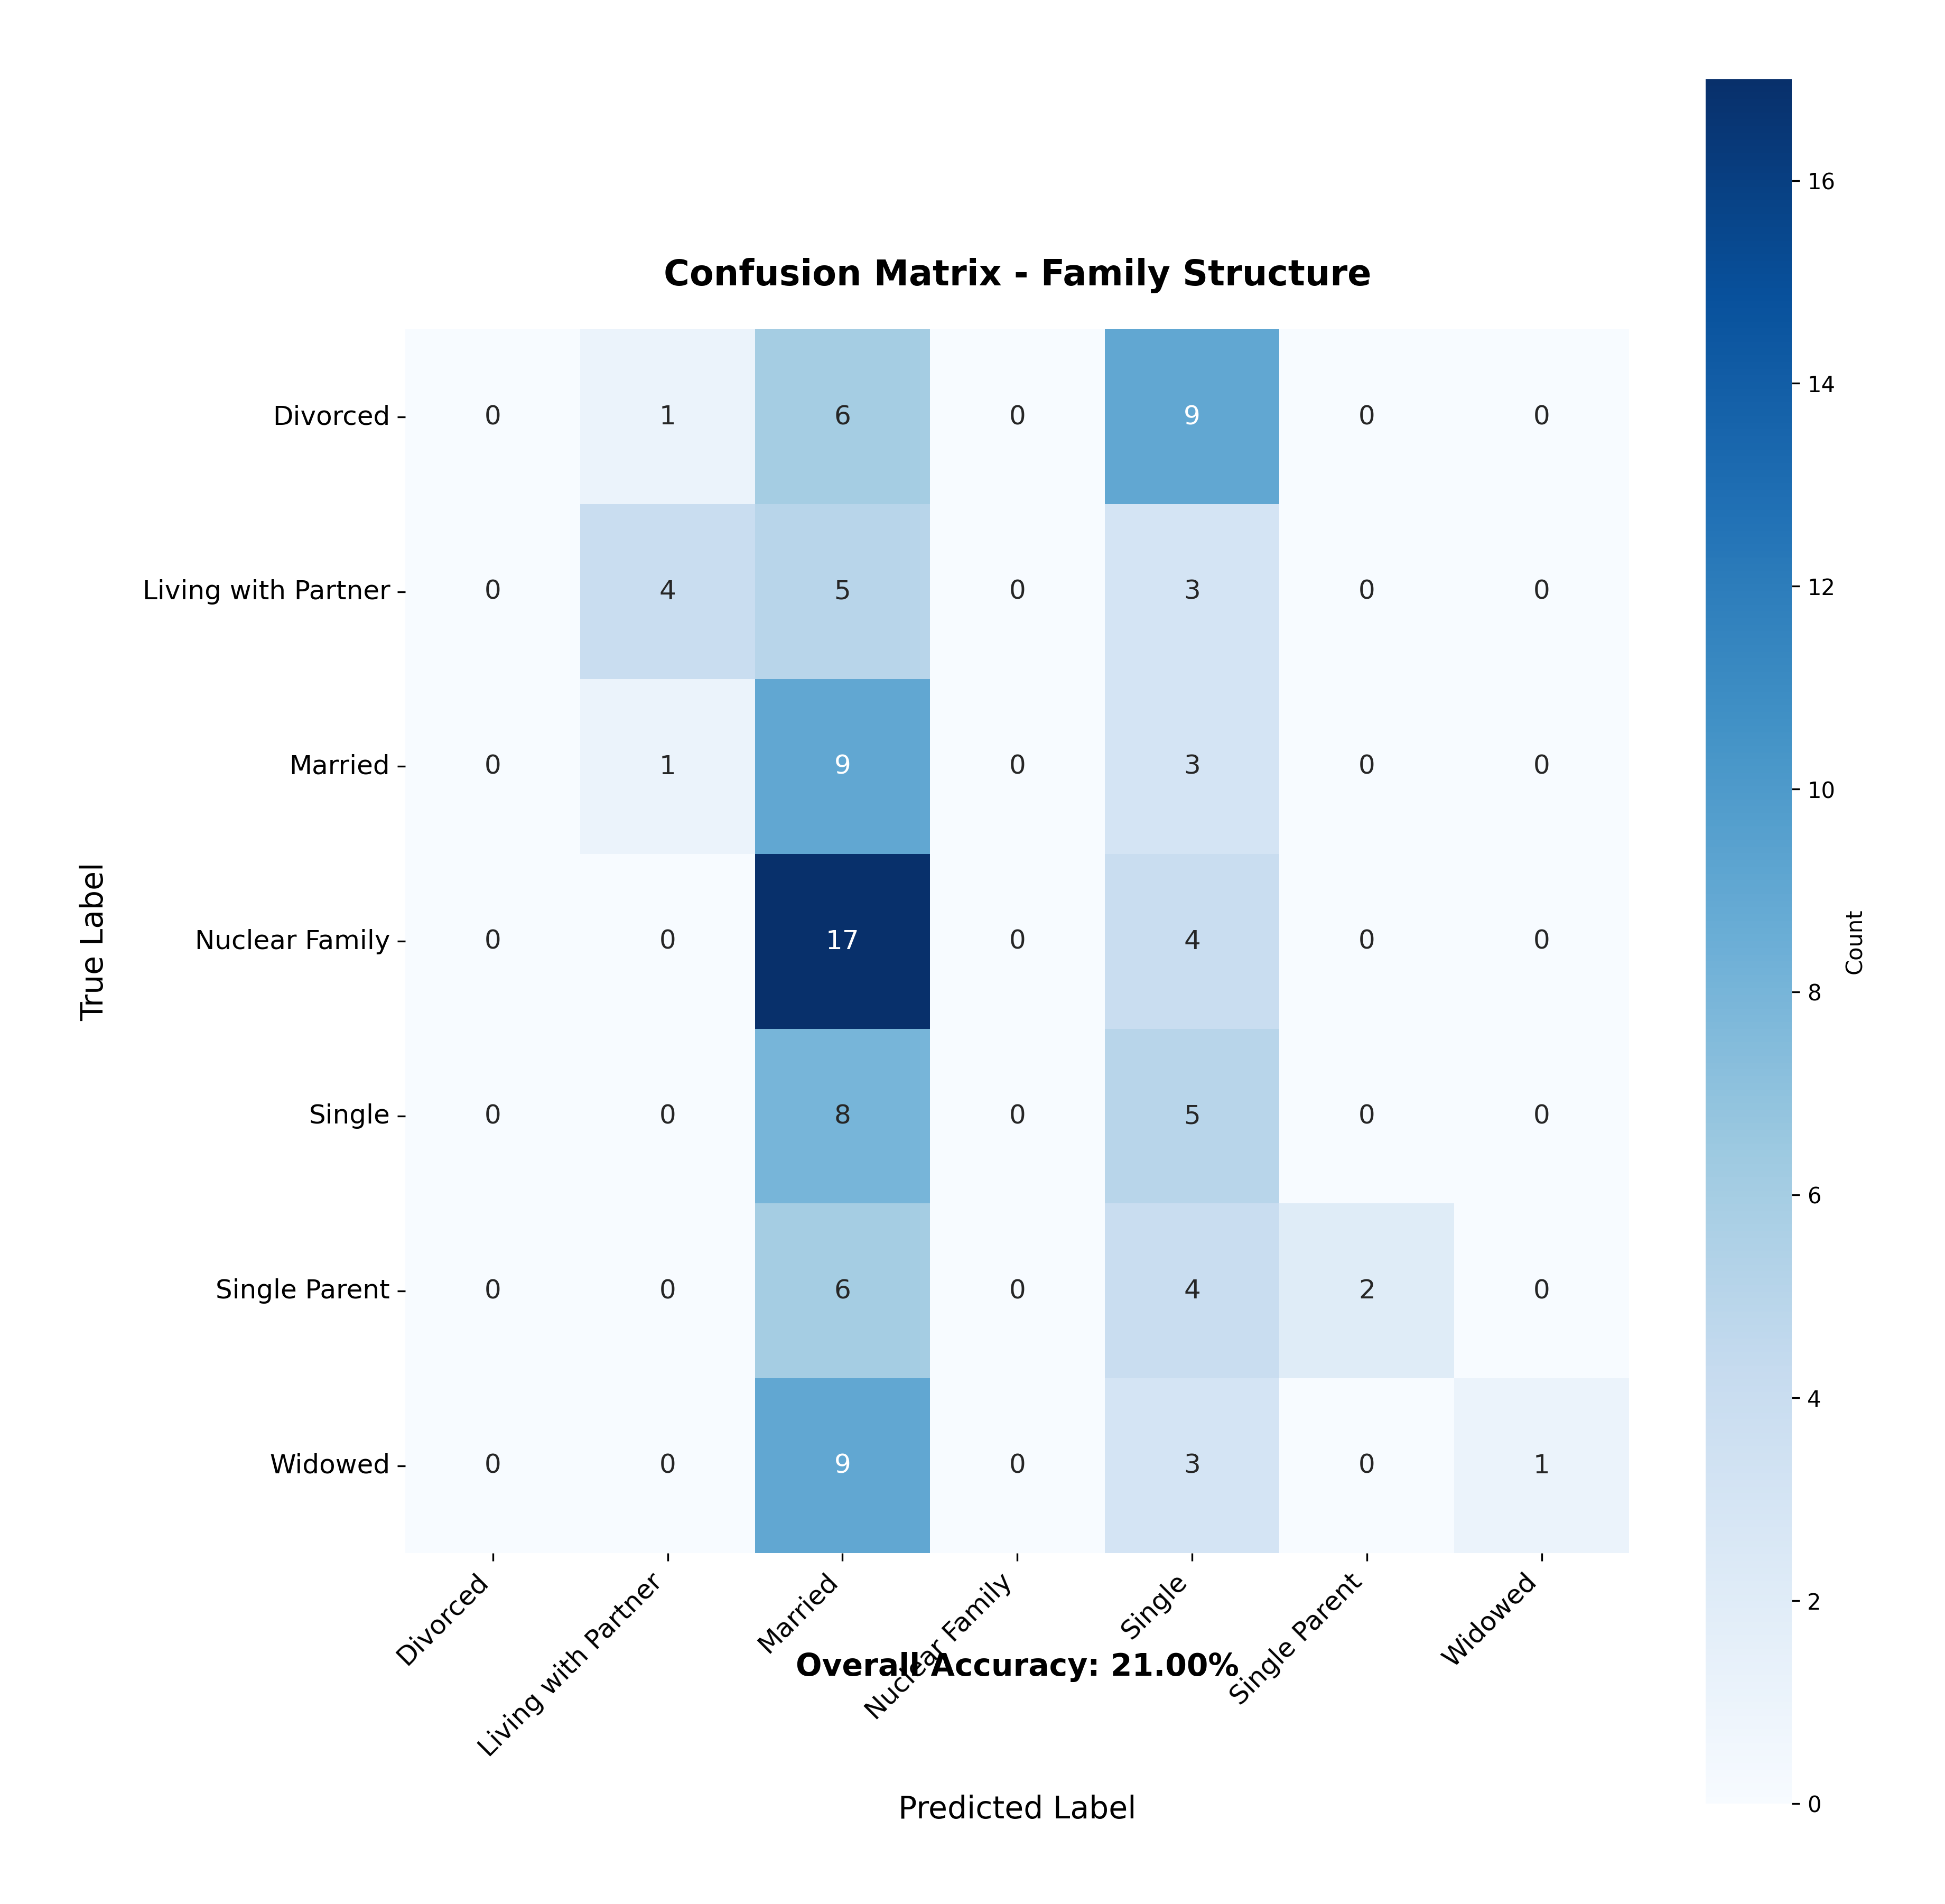 Confusion Matrix - Family Structure
Divorced 0 1 6 0 9 0 0
Living with Partner 0 4 5 0 3 0 0
Married 0 1 9 0 3 0 0
Nuclear Family 0 0 17 0 4 0 0
Single 0 0 8 0 5 0 0
Single Parent 0 0 6 0 4 2 0
Widowed 0 0 9 0 3 0 1
True Label
Divorced
Living with Partner
Married
Nuclear Family
Single
Single Parent
Widowed
Overall Accuracy: 21.00%
Predicted Label
16
14
12
10
8
6
4
2
0
Count